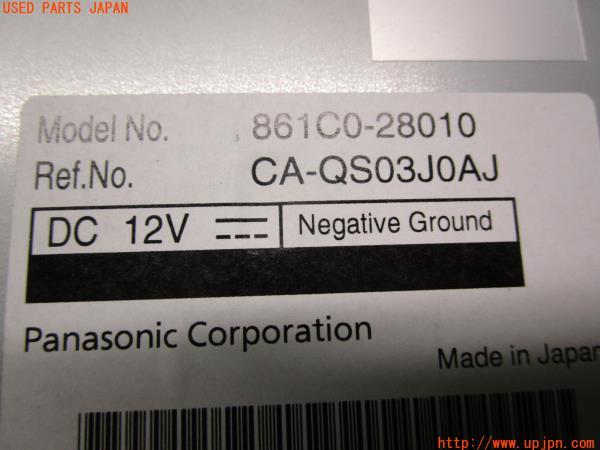 USED PARTS JAPAN
Model No. 861C0-28010
Ref.No. CA-QS03J0AJ
DC 12V Negative Ground
Panasonic Corporation
Made in Japan
http://www.upjpn.com